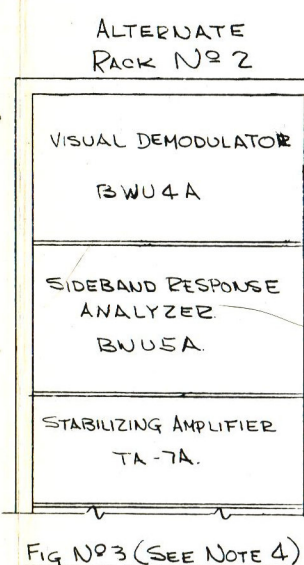 ALTERNATE
RACK Nº 2
VISUAL DEMODULATOR
BWU4A
SIDEBAND RESPONSE
ANALYZER
BWU5A.
STABILIZING AMPLIFIER
TA-7A.
FIG Nº3 (SEE NOTE 4)